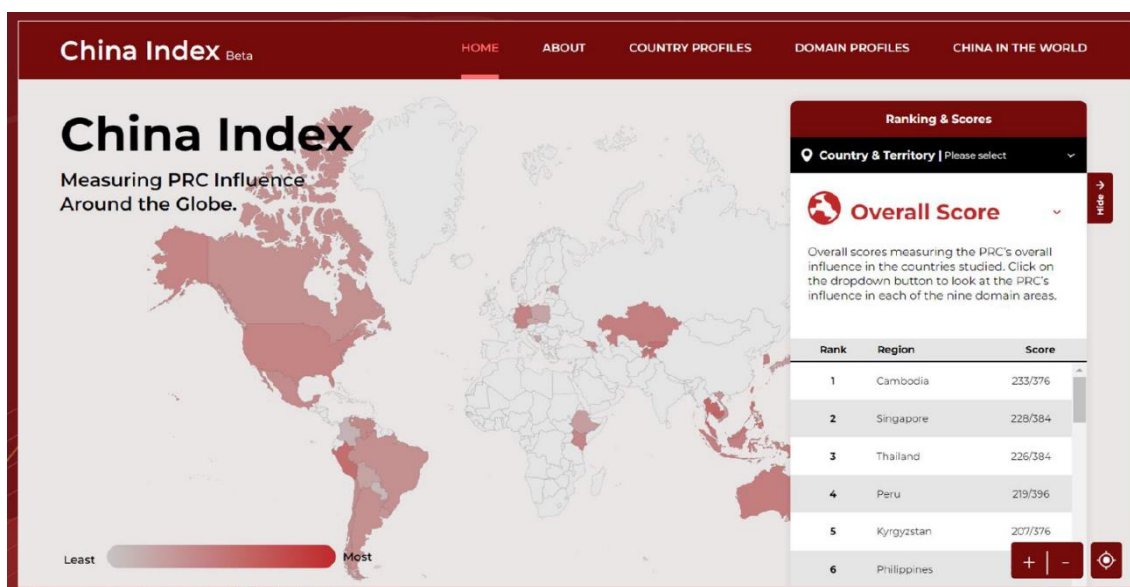 China Index Beta
HOME ABOUT COUNTRY PROFILES DOMAIN PROFILES CHINA IN THE WORLD
China Index
Measuring PRC Influence
Around the Globe.
Ranking & Scores
Country & Territory | Please select
Hide
Overall Score
Overall scores measuring the PRC's overall
influence in the countries studied. Click on
the dropdown button to look at the PRC's
influence in each of the nine domain areas.
Rank Region Score
1 Cambodia 233/376
2 Singapore 228/384
3 Thailand 226/384
4 Peru 219/396
5 Kyrgyzstan 207/376
6 Philippines
+ | -
Least Most